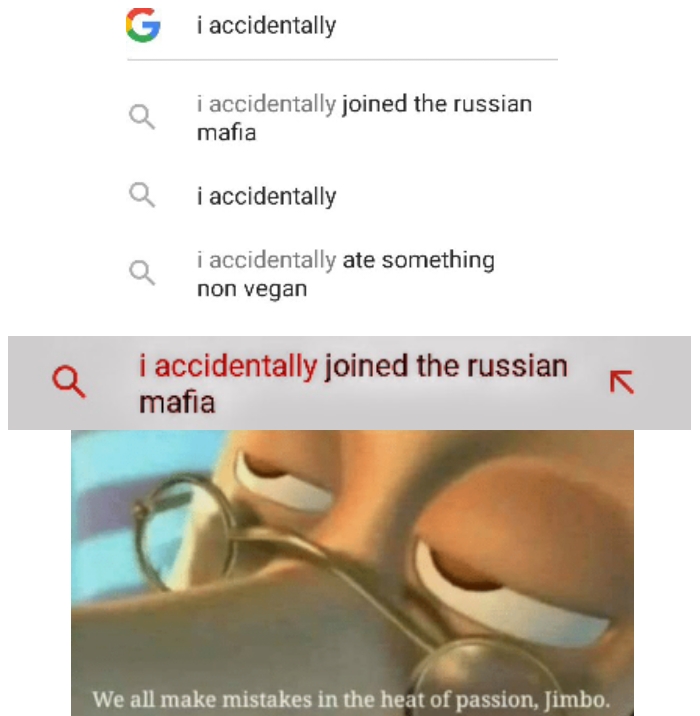 i accidentally
i accidentally joined the russian
mafia
i accidentally
i accidentally ate something
non vegan
i accidentally joined the russian
mafia
We all make mistakes in the heat of passion, Jimbo.